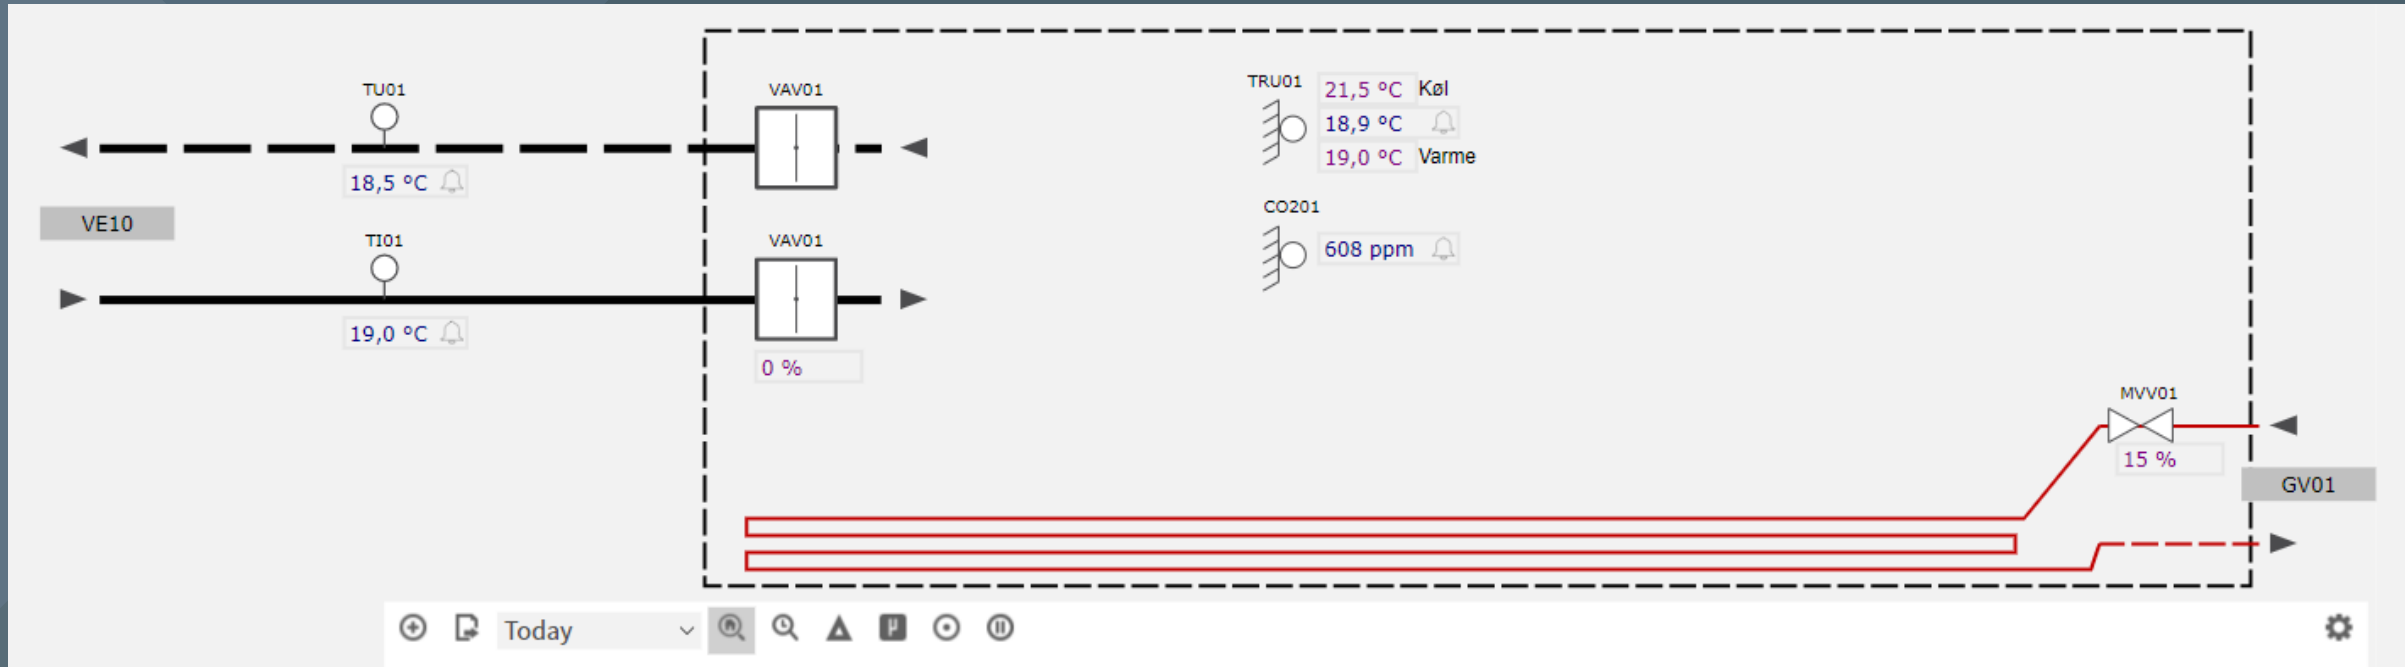 TU01
18,5 °C
VE10
TI01
19,0 °C
VAV01
VAV01
0 %
TRU01
21,5 °C Køl
18,9 °C
19,0 °C Varme
CO201
608 ppm
MVV01
15 %
GV01
Today